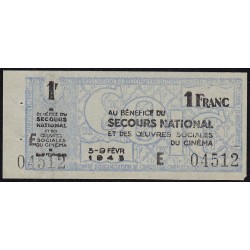 1F
AU BÉNÉFICE DU
SECOURS
NATIONAL
ET DES
ŒUVRES
SOCIALES
DU CINÉMA
E
04512
1 FRANC
AU BÉNÉFICE DU
SECOURS NATIONAL
ET DES ŒUVRES SOCIALES
DU CINÉMA
3-9 FÉVR
1943
E 04512